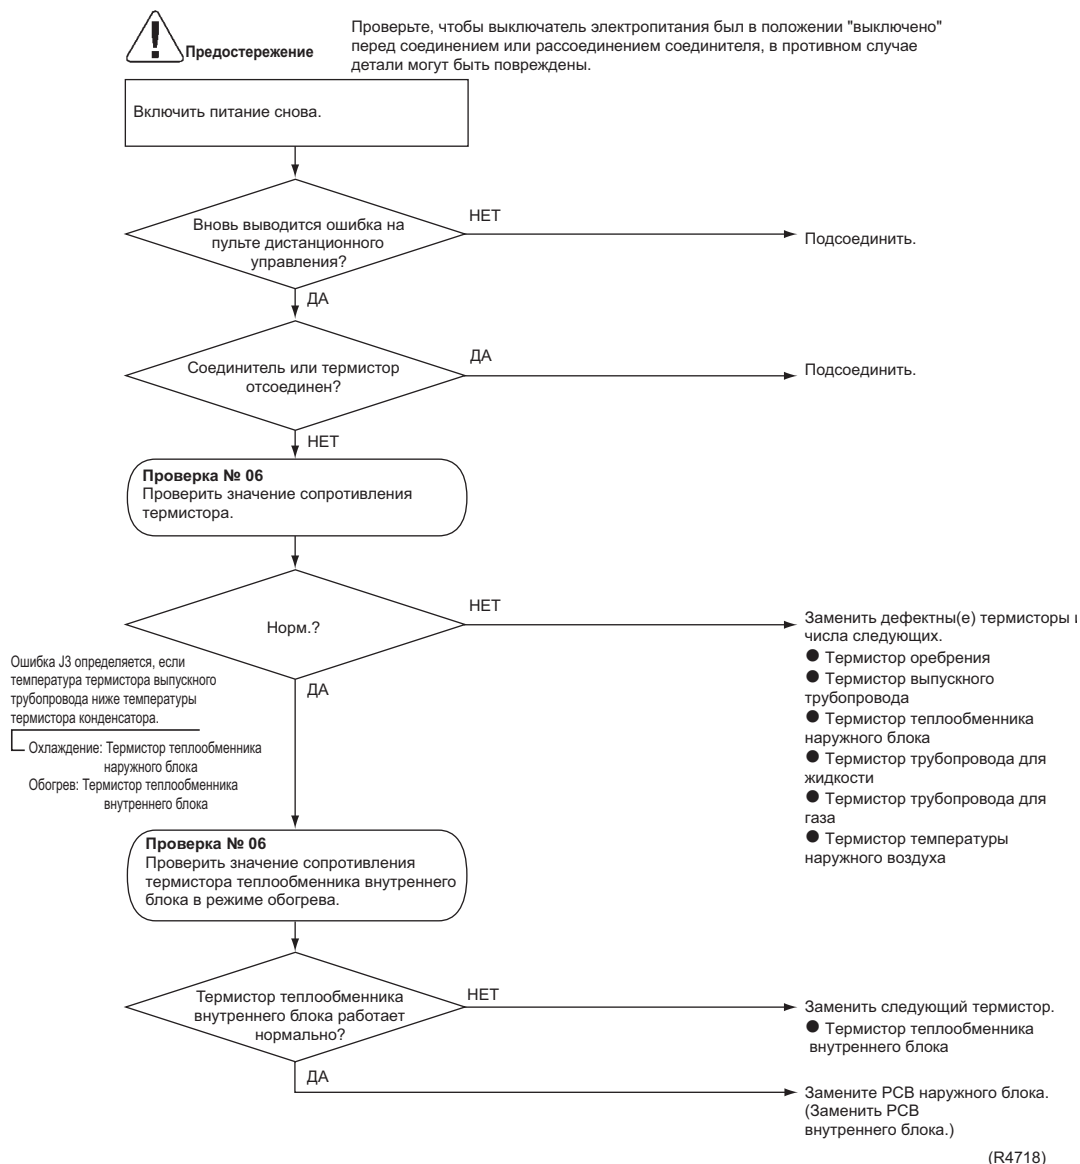 Предостережение
Проверьте, чтобы выключатель электропитания был в положении "выключено"
перед соединением или рассоединением соединителя, в противном случае
детали могут быть повреждены.
Включить питание снова.
Вновь выводится ошибка на
пульте дистанционного
управления?
НЕТ
Подсоединить.
ДА
Соединитель или термистор
отсоединен?
ДА
Подсоединить.
НЕТ
Проверка № 06
Проверить значение сопротивления
термистора.
Норм.?
НЕТ
Заменить дефектны(е) термисторы
числа следующих.
● Термистор оребрения
● Термистор выпускного
трубопровода
● Термистор теплообменника
наружного блока
● Термистор трубопровода для
жидкости
● Термистор трубопровода для
газа
● Термистор температуры
наружного воздуха
ДА
Ошибка J3 определяется, если
температура термистора выпускного
трубопровода ниже температуры
термистора конденсатора.
Охлаждение: Термистор теплообменника
наружного блока
Обогрев: Термистор теплообменника
внутреннего блока
Проверка № 06
Проверить значение сопротивления
термистора теплообменника внутреннего
блока в режиме обогрева.
Термистор теплообменника
внутреннего блока работает
нормально?
НЕТ
Заменить следующий термистор.
● Термистор теплообменника
внутреннего блока
ДА
Замените PCB наружного блока.
(Заменить PCB
внутреннего блока.)
(R4718)